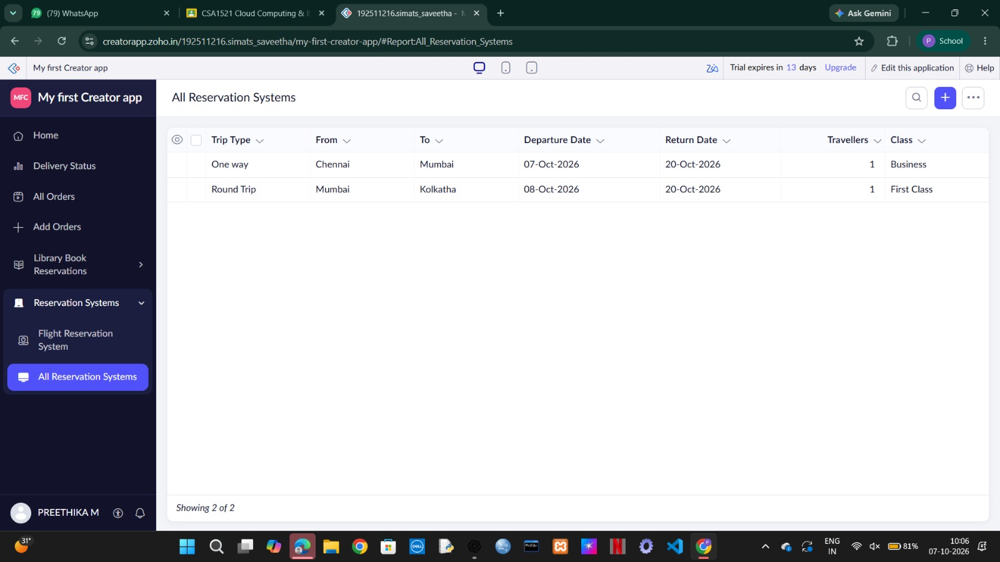 79 (79) WhatsApp
CSA1521 Cloud Computing &
192511216.simats_saveetha -
Ask Gemini
creatorapp.zoho.in/192511216.simats_saveetha/my-first-creator-app/#Report:All_Reservation_Systems
P School
My first Creator app
Trial expires in 13 days Upgrade
Edit this application
Help
MFC My first Creator app
All Reservation Systems
Home
Delivery Status
All Orders
Add Orders
Library Book
Reservations
Reservation Systems
Flight Reservation
System
All Reservation Systems
Trip Type From To Departure Date Return Date Travellers Class
One way Chennai Mumbai 07-Oct-2026 20-Oct-2026 1 Business
Round Trip Mumbai Kolkatha 08-Oct-2026 20-Oct-2026 1 First Class
Showing 2 of 2
PREETHIKA M
31°
DELL
MySQL
ENG
IN
81%
10:06
07-10-2026